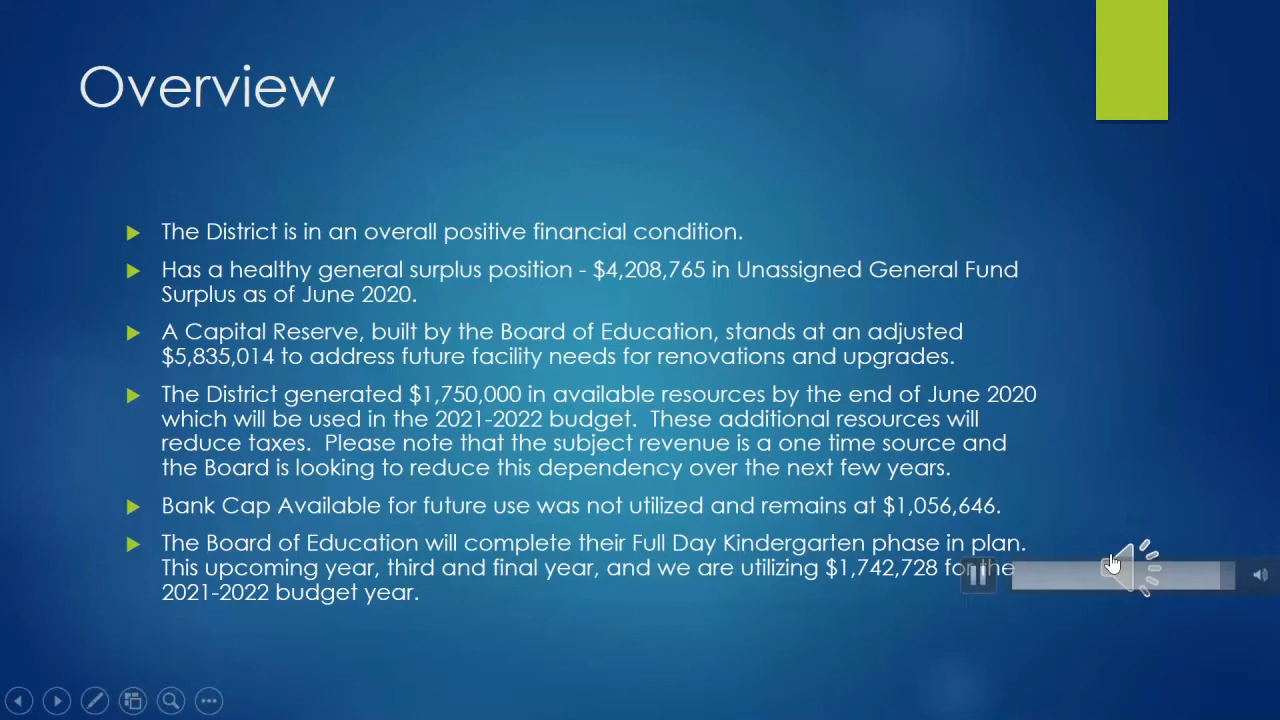 Overview
The District is in an overall positive financial condition.
Has a healthy general surplus position - $4,208,765 in Unassigned General Fund
Surplus as of June 2020.
A Capital Reserve, built by the Board of Education, stands at an adjusted
$5,835,014 to address future facility needs for renovations and upgrades.
The District generated $1,750,000 in available resources by the end of June 2020
which will be used in the 2021-2022 budget.  These additional resources will
reduce taxes.  Please note that the subject revenue is a one time source and
the Board is looking to reduce this dependency over the next few years.
Bank Cap Available for future use was not utilized and remains at $1,056,646.
The Board of Education will complete their Full Day Kindergarten phase in plan.
This upcoming year, third and final year, and we are utilizing $1,742,728 for the
2021-2022 budget year.